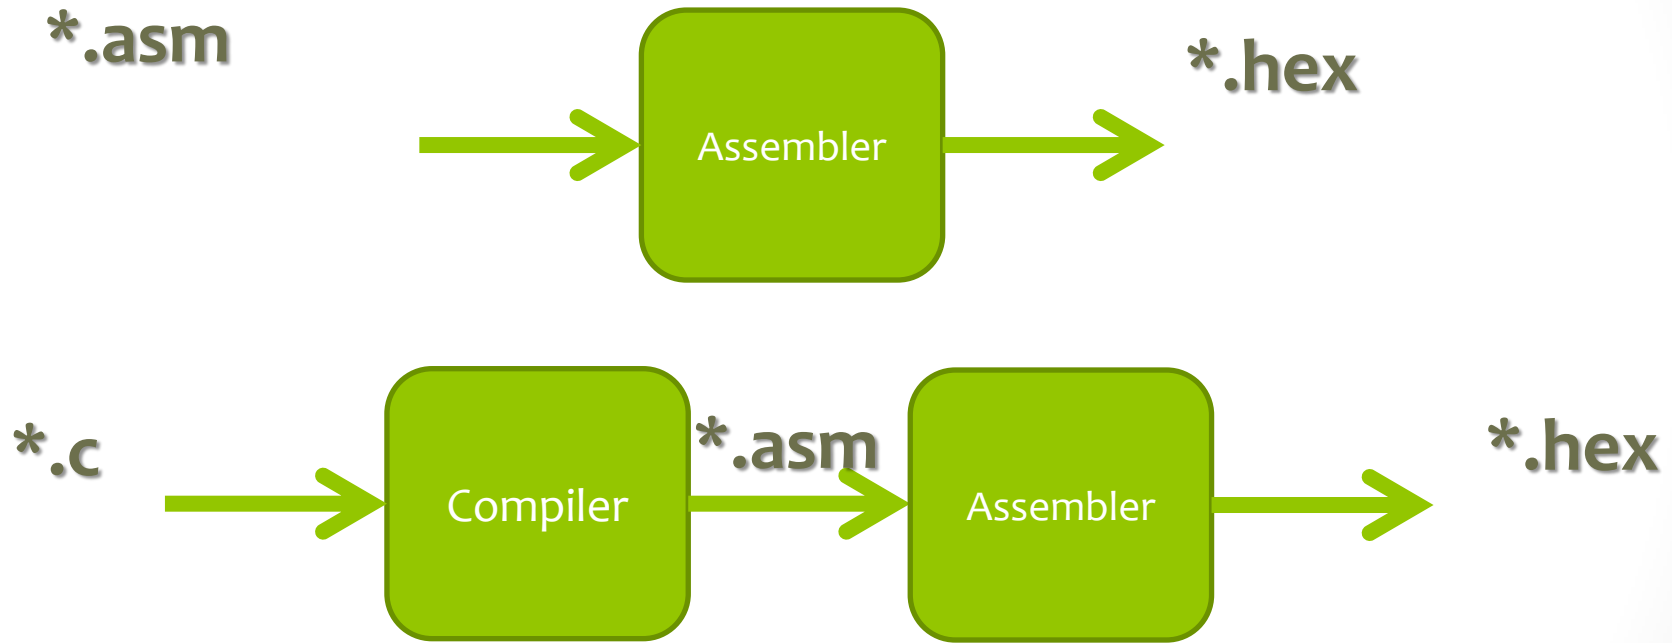 *.asm
Assembler
*.hex
*.c
Compiler
*.asm
Assembler
*.hex